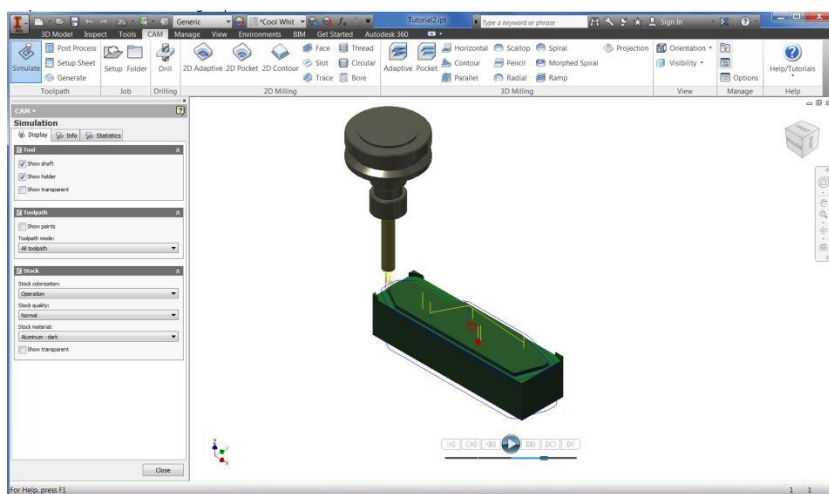 Generic
*Cool Whit
Tutorial2.ipt
Type a keyword or phrase
Sign In
3D Model Inspect Tools CAM Manage View Environments BIM Get Started Autodesk 360
Simulate
Post Process
Setup Sheet
Generate
Toolpath
Setup Folder
Job
Drill
Drilling
2D Adaptive 2D Pocket 2D Contour
Face Thread
Slot Circular
Trace Bore
2D Milling
Adaptive Pocket
Horizontal Scallop Spiral Projection
Contour Pencil Morphed Spiral
Parallel Radial Ramp
3D Milling
Orientation
Visibility
View
Options
Manage
Help/Tutorials
Help
CAM
Simulation
Display Info Statistics
Tool
Show shaft
Show holder
Show transparent
Toolpath
Show points
Toolpath mode:
All toolpath
Stock
Stock colorization:
Operation
Stock quality:
Normal
Stock material:
Aluminum - dark
Show transparent
Close
For Help, press F1
1 1